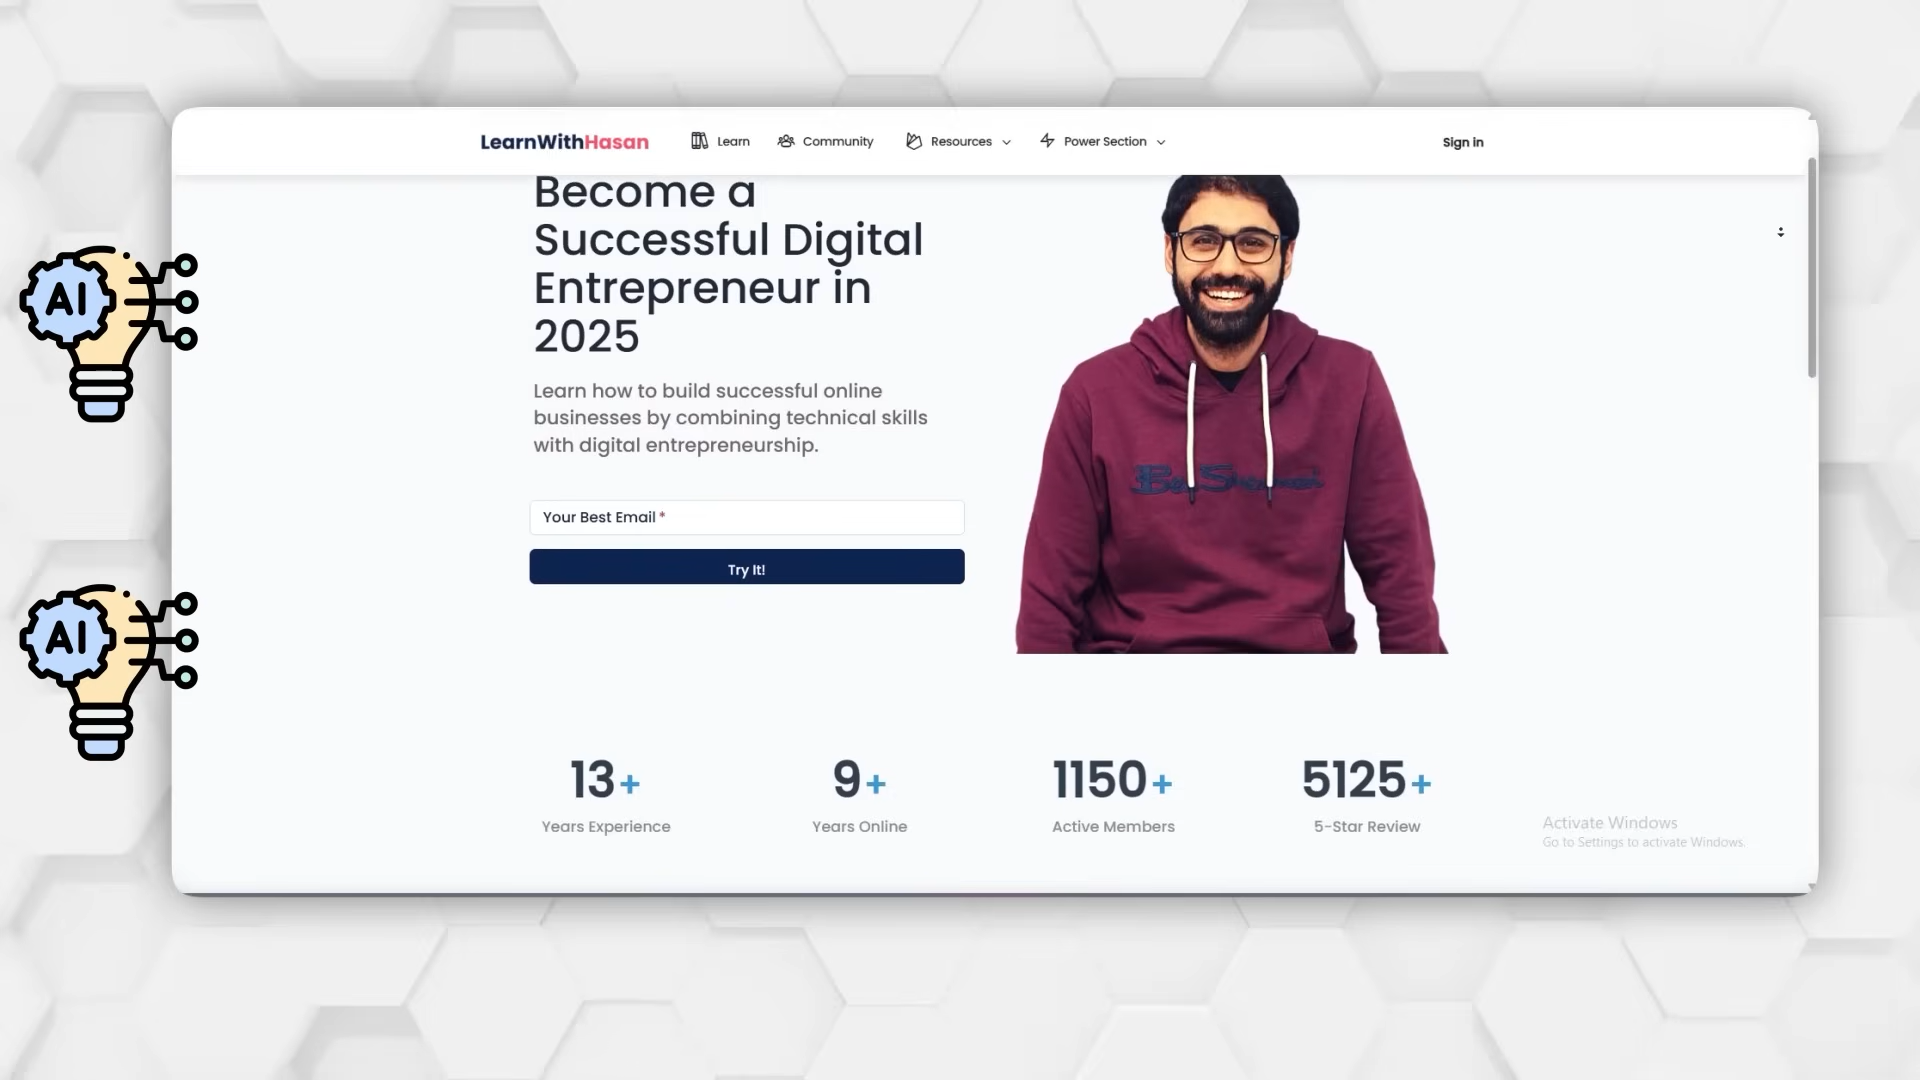 LearnWithHasan
Learn
Community
Resources
Power Section
Sign in
Become a
Successful Digital
Entrepreneur in
2025
Learn how to build successful online
businesses by combining technical skills
with digital entrepreneurship.
Your Best Email *
Try It!
AI
AI
13+
9+
1150+
5125+
Years Experience
Years Online
Active Members
5-Star Review
Activate Windows
Go to Settings to activate Windows.